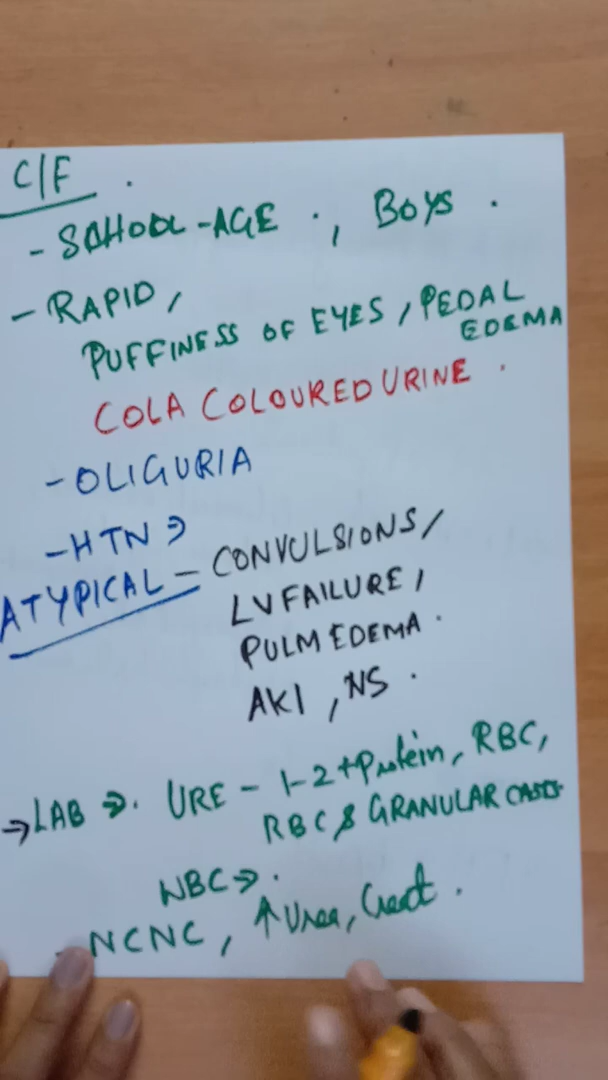 C/F .
- SCHOOL-AGE . , BOYS .
- RAPID ,
PUFFINESS OF EYES , PEDAL
EDEMA
COLA COLOURED URINE .
- OLIGURIA
- HTN →
ATYPICAL - CONVULSIONS /
LV FAILURE ,
PULM EDEMA .
AKI , NS .
→ LAB → . URE - 1-2+ Protein , RBC ,
RBC & GRANULAR CASTS
WBC → .
- NCNC , ↑ Urea , Creat .